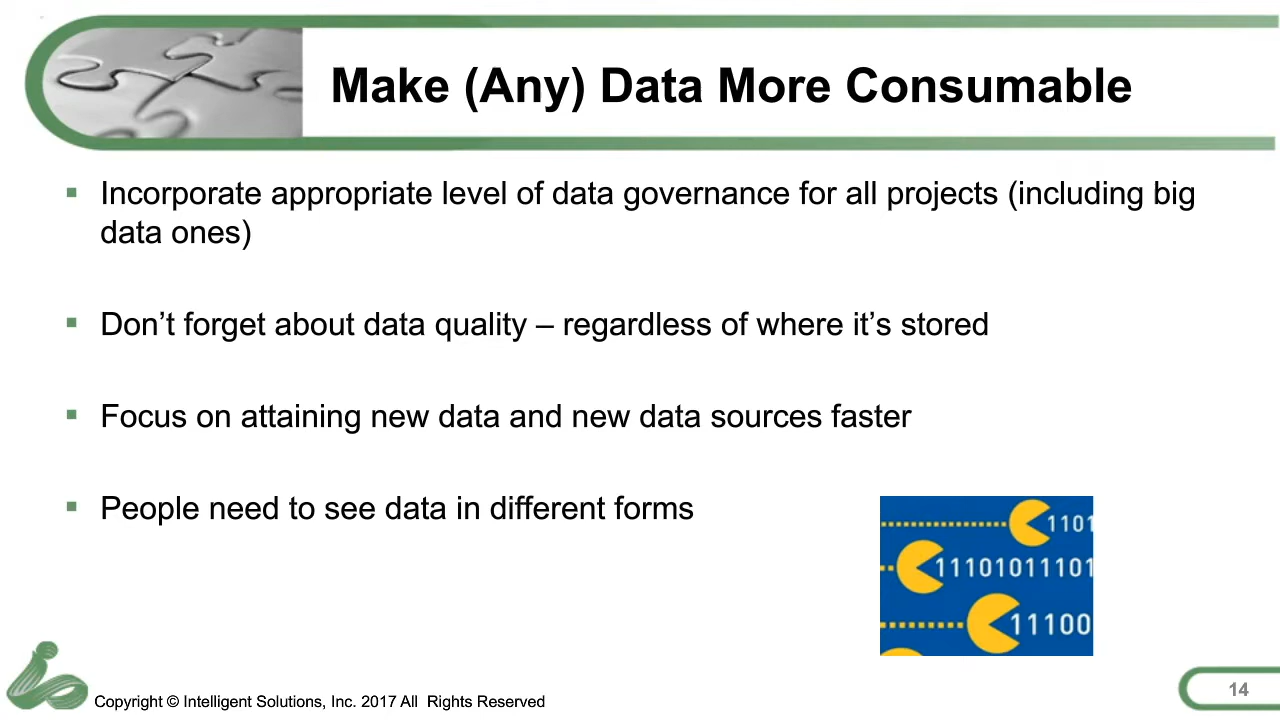 Make (Any) Data More Consumable
Incorporate appropriate level of data governance for all projects (including big
data ones)
Don’t forget about data quality – regardless of where it’s stored
Focus on attaining new data and new data sources faster
People need to see data in different forms
1101
11101011101
11100
Copyright © Intelligent Solutions, Inc. 2017 All  Rights Reserved
14